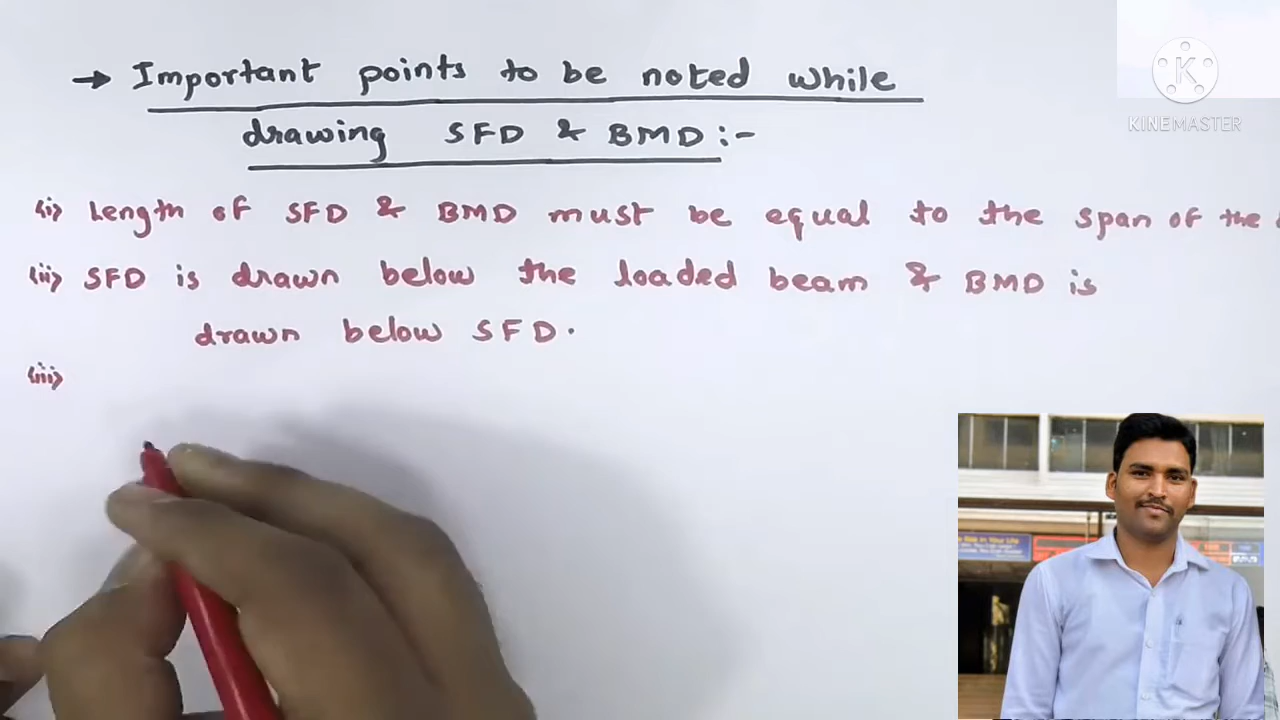 → Important points to be noted while
drawing SFD & BMD:-
(i) Length of SFD & BMD must be equal to the span of the
(ii) SFD is drawn below the loaded beam & BMD is
drawn below SFD.
(iii)
K
KINEMASTER